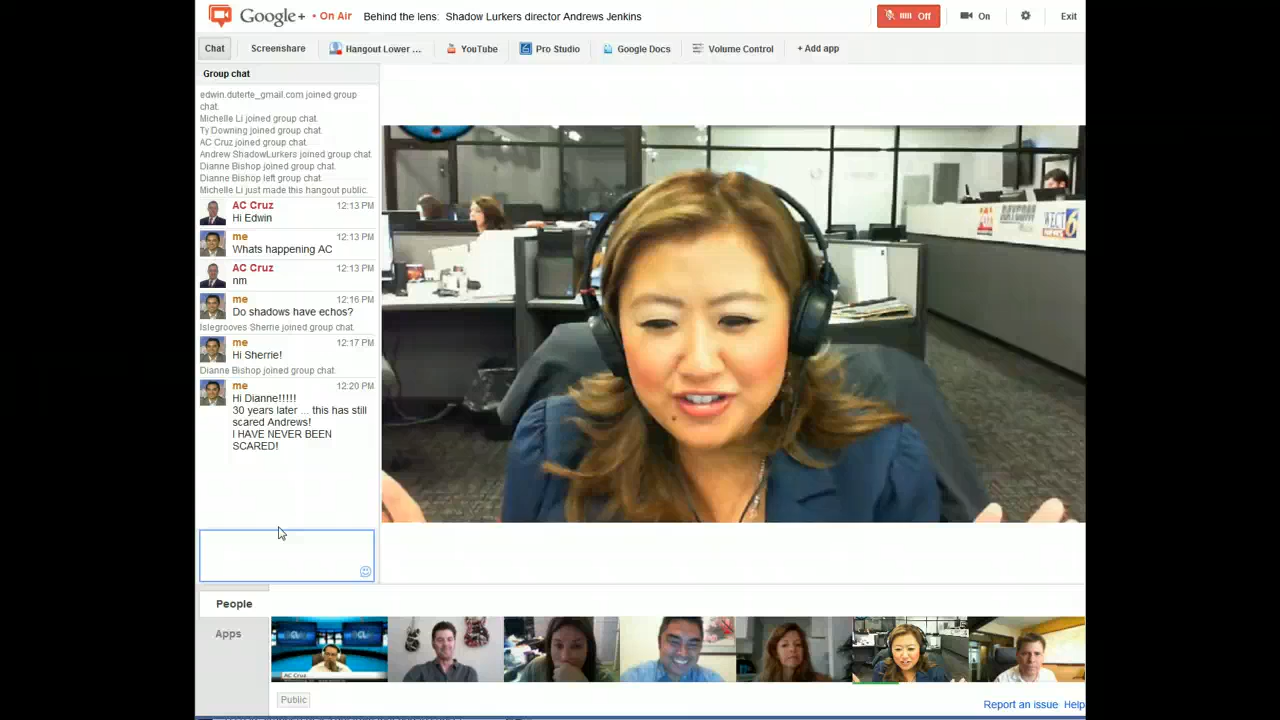 Google+ • On Air Behind the lens: Shadow Lurkers director Andrews Jenkins Off On Exit
Chat Screenshare Hangout Lower ... YouTube Pro Studio Google Docs Volume Control + Add app
Group chat
edwin.duterte_gmail.com joined group
chat.
Michelle Li joined group chat.
Ty Downing joined group chat.
AC Cruz joined group chat.
Andrew ShadowLurkers joined group chat.
Dianne Bishop joined group chat.
Dianne Bishop left group chat.
Michelle Li just made this hangout public.
AC Cruz 12:13 PM
Hi Edwin
me 12:13 PM
Whats happening AC
AC Cruz 12:13 PM
nm
me 12:16 PM
Do shadows have echos?
Islegrooves Sherrie joined group chat.
me 12:17 PM
Hi Sherrie!
Dianne Bishop joined group chat.
me 12:20 PM
Hi Dianne!!!!!
30 years later ... this has still
scared Andrews!
I HAVE NEVER BEEN
SCARED!
RAYCOM
WECT 6
NEWS
People
Apps
AC Cruz
Public
Report an issue Help